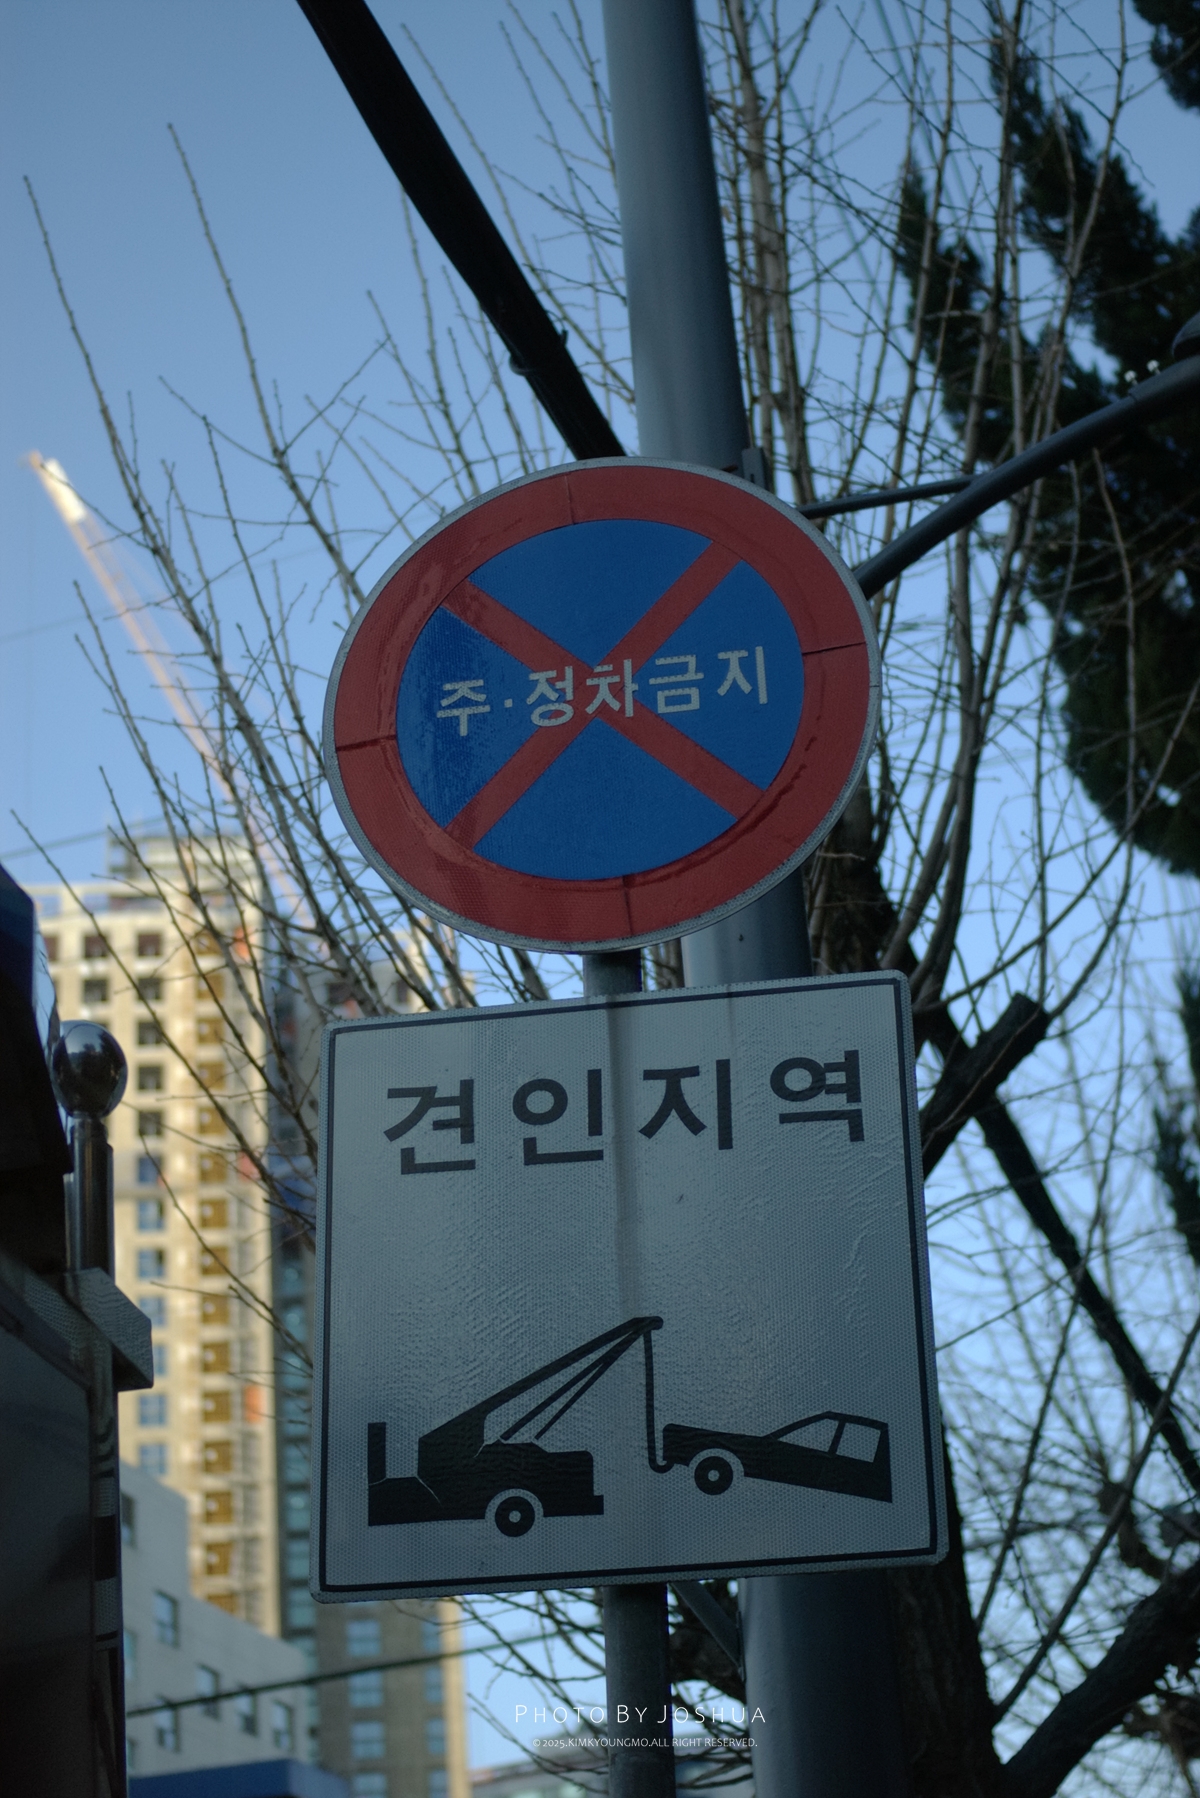 주·정차금지
견인지역
PHOTO BY JOSHUA
©2025.KIMKYOUNGMO.ALL RIGHT RESERVED.